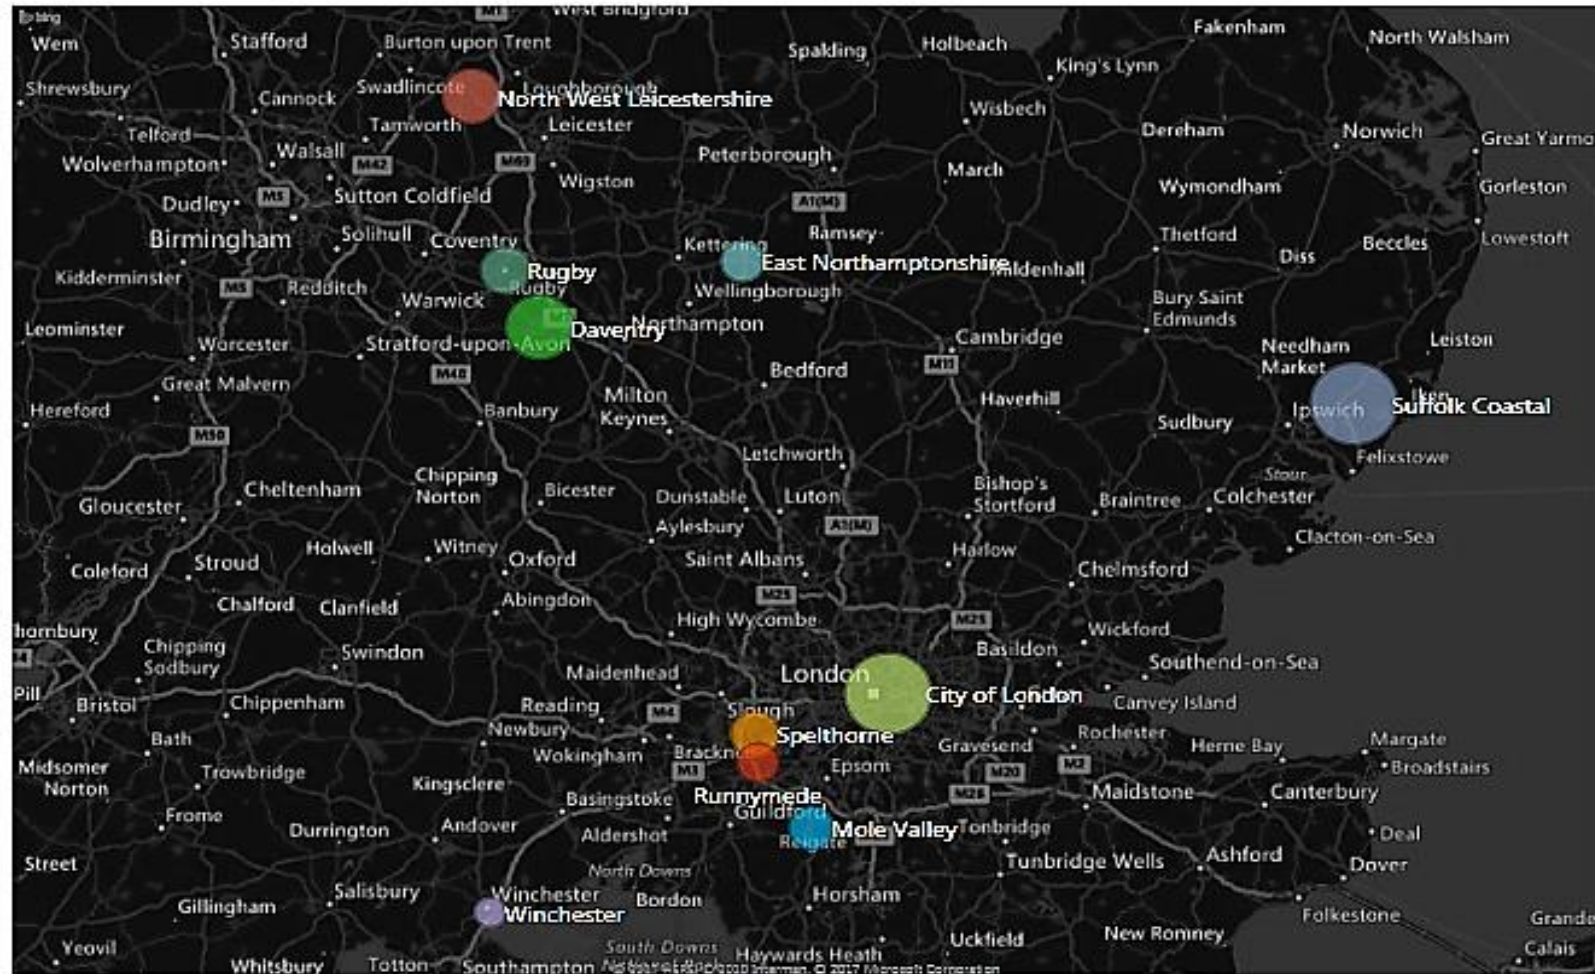 bing
West Bridgford
M1
Wem
Stafford
Burton upon Trent
Spakling
Holbeach
Fakenham
North Walsham
King's Lynn
Shrewsbury
Swadlincote
Loughborough
Cannock
North West Leicestershire
Wisbech
Telford
Tamworth
Leicester
Dereham
Norwich
Great Yarmo
Wolverhampton
Walsall
M42
M69
Peterborough
March
Wigston
Wymondham
Gorleston
Dudley
M5
Sutton Coldfield
A1(M)
Birmingham
Solihull
Coventry
Kettering
Ramsey
Thetford
Diss
Beccles
Lowestoft
Kidderminster
Rugby
Rugby
East Northamptonshire
Mildenhall
M5
Redditch
Warwick
Wellingborough
Bury Saint
Edmunds
Leominster
Daventry
Northampton
Worcester
Stratford-upon-Avon
Cambridge
Needham
Market
Leiston
M40
M11
Great Malvern
Bedford
Hereford
Banbury
Milton
Keynes
Haverhill
Sudbury
Ipswich
Suffolk Coastal
M50
Letchworth
Felixstowe
Stour
Cheltenham
Chipping
Norton
Bicester
Dunstable
Luton
Bishop's
Stortford
Braintree
Colchester
Gloucester
Aylesbury
A1(M)
Clacton-on-Sea
Holwell
Witney
Oxford
Saint Albans
Harlow
Coleford
Stroud
Chelmsford
Chalford
Clanfield
Abingdon
M25
High Wycombe
M25
Wickford
Thornbury
Chipping
Sodbury
Swindon
Basildon
Southend-on-Sea
Maidenhead
London
Pill
Bristol
Chippenham
Reading
M4
Slough
City of London
Canvey Island
Newbury
Spelthorne
Rochester
Bath
Wokingham
Brackn
Gravesend
Herne Bay
Margate
Midsomer
Norton
Trowbridge
Kingsclere
M3
Epsom
M20
M2
Broadstairs
Basingstoke
Runnymede
M26
Maidstone
Canterbury
Frome
Durrington
Andover
Aldershot
Guildford
Mole Valley
Reigate
Tonbridge
Deal
Street
North Downs
Tunbridge Wells
Ashford
Dover
Salisbury
Winchester
Winchester
Bordon
Horsham
Gillingham
Folkestone
Grande
Yeovil
South Downs
Haywards Heath
Uckfield
New Romney
Calais
Whitsbury
Totton
Southampton
© 2017 Microsoft Corporation